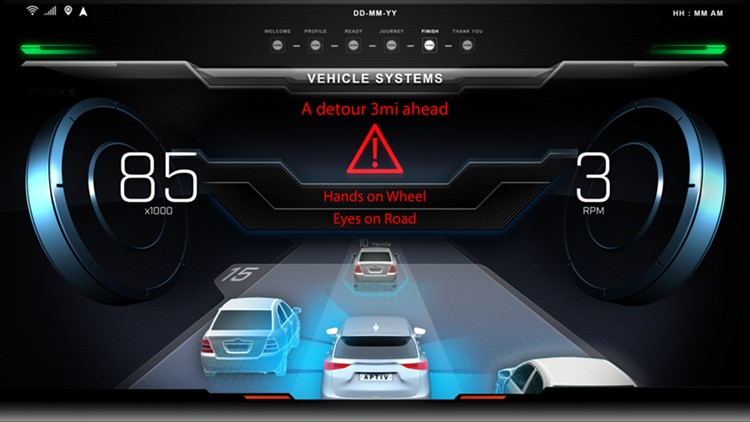 DD-MM-YY
HH : MM AM
WELCOME PROFILE READY JOURNEY FINISH THANK YOU
VEHICLE SYSTEMS
A detour 3mi ahead
85
x1000
3
RPM
Hands on Wheel
Eyes on Road
10
15
APTIV